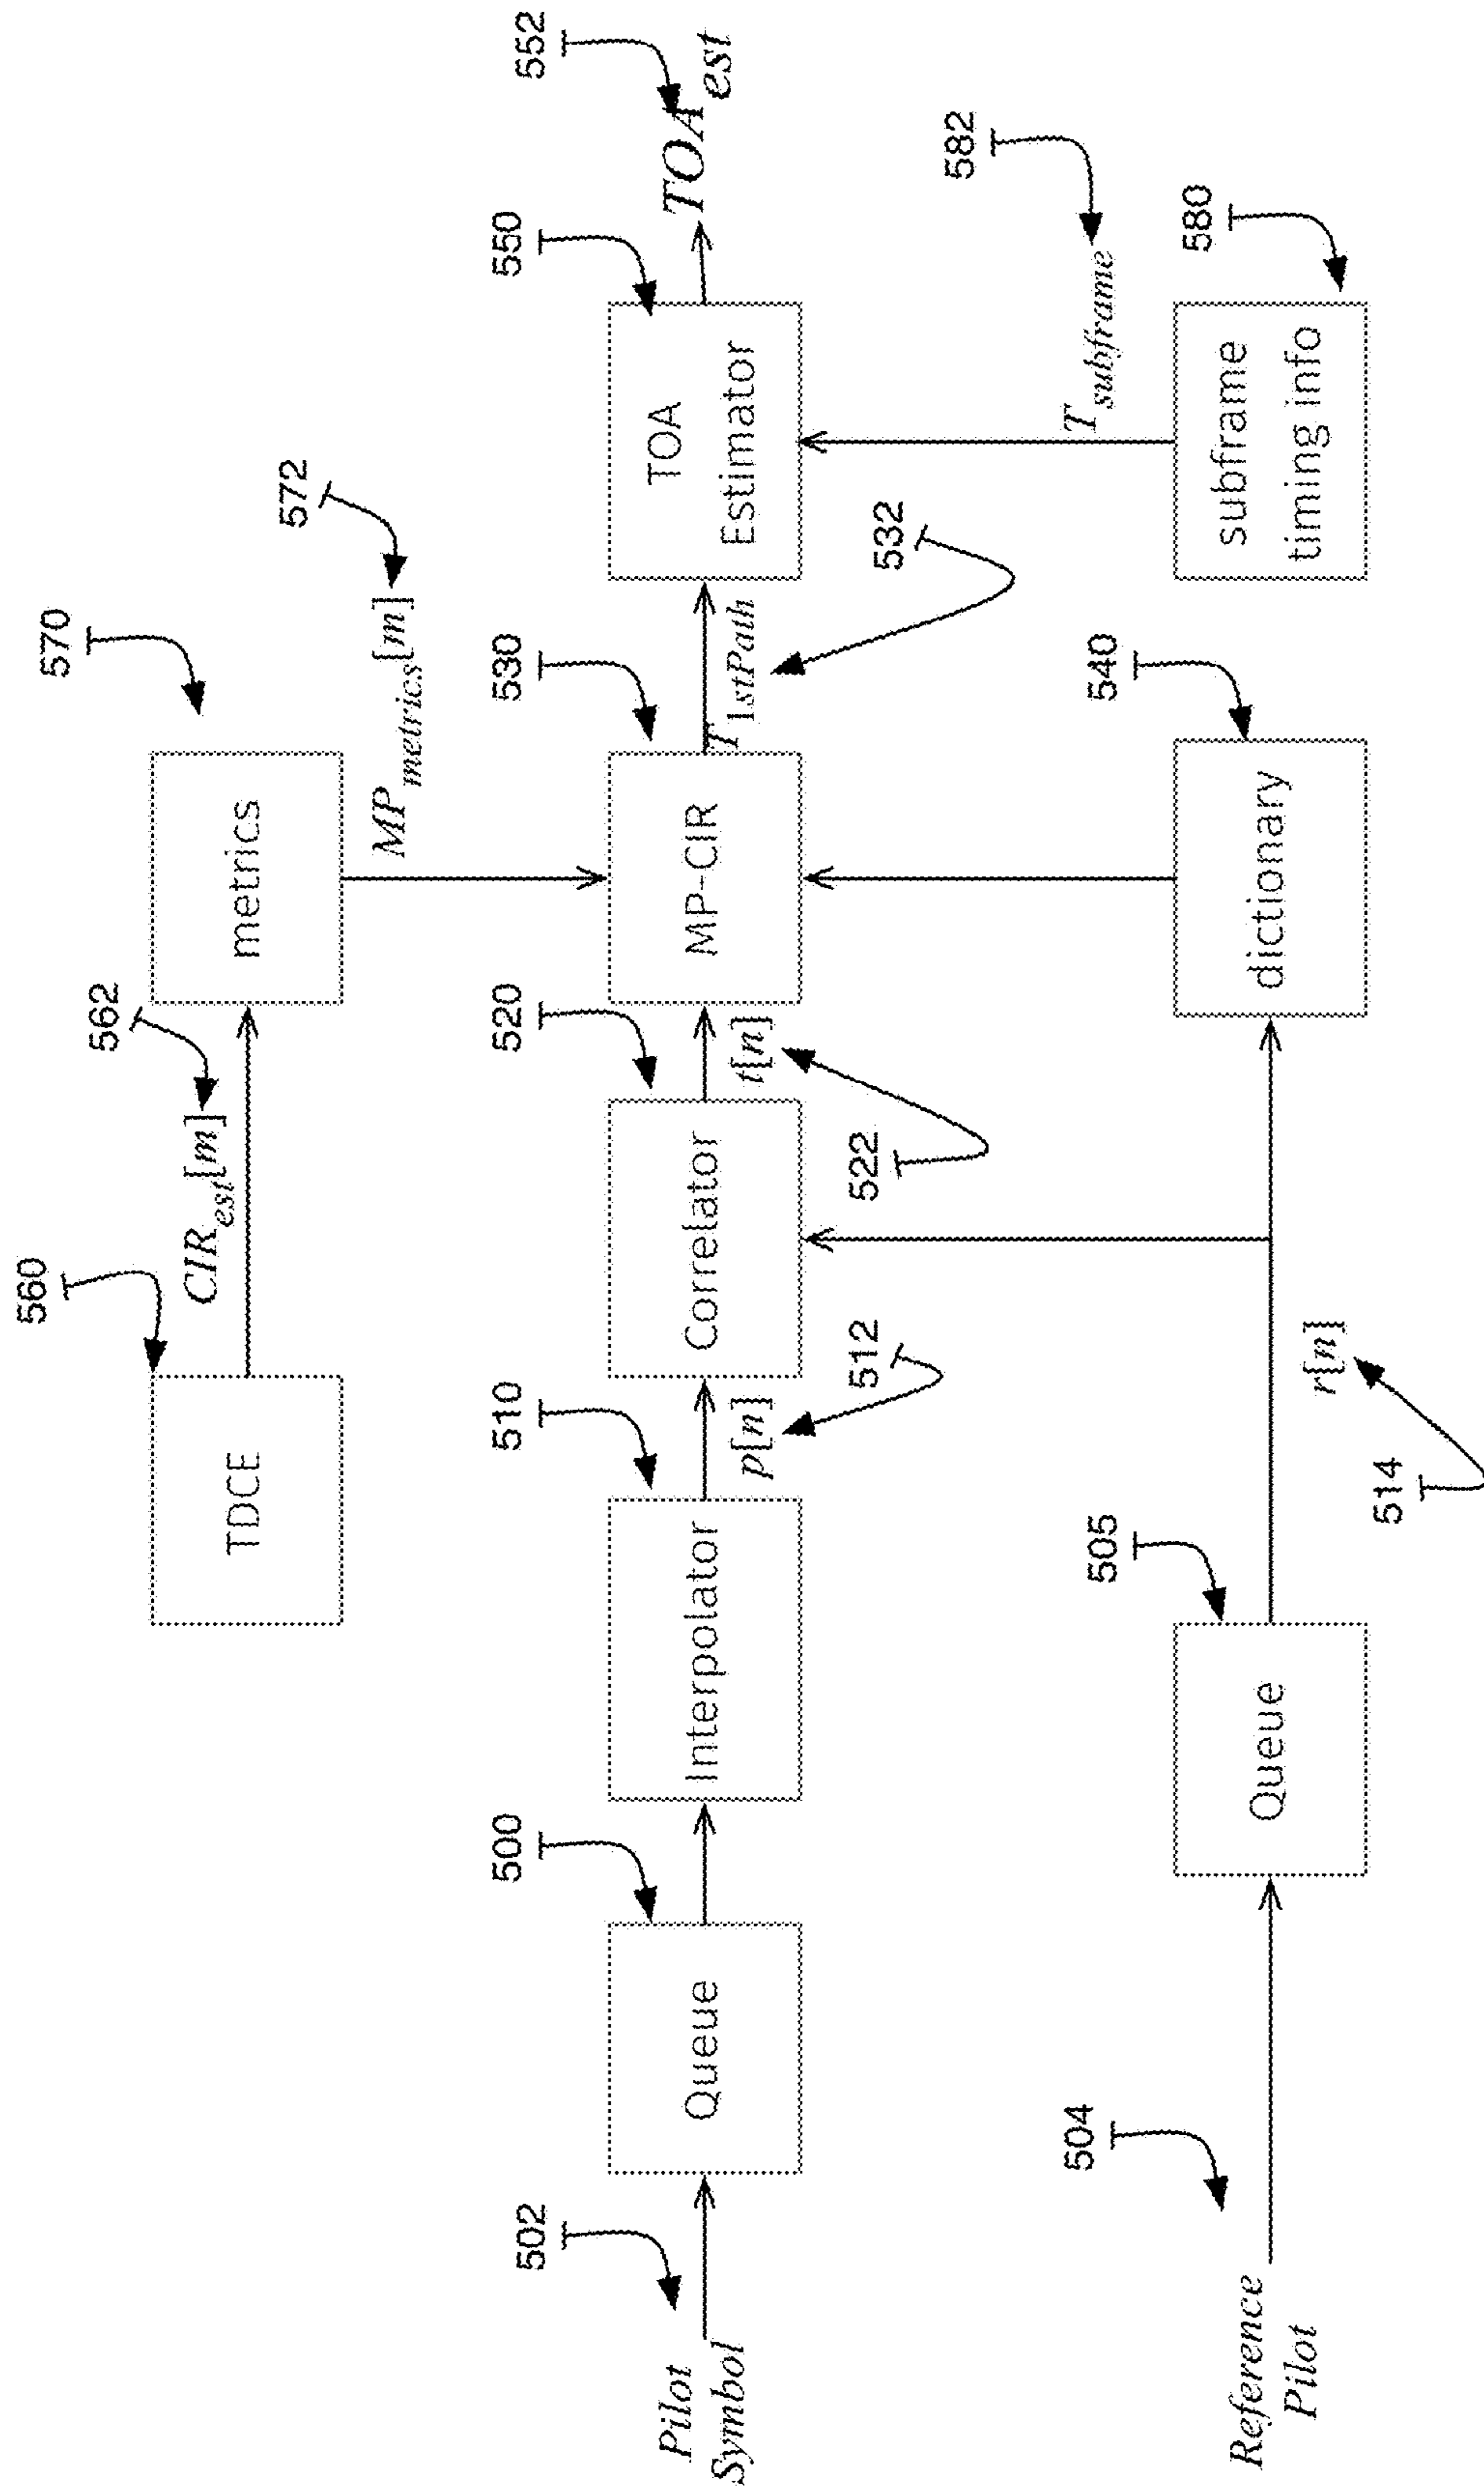 560
CIR_est[m]
562
570
572
TDCE
metrics
MP_metrics[m]
502
500
510
520
530
550
552
Pilot
Symbol
Queue
Interpolator
p[n]
Correlator
t[n]
MP-CIR
T_1stPath
TOA
Estimator
TOA_est
512
522
532
582
T_subframe
504
505
540
580
Reference
Pilot
Queue
r[n]
dictionary
subframe
timing info
514